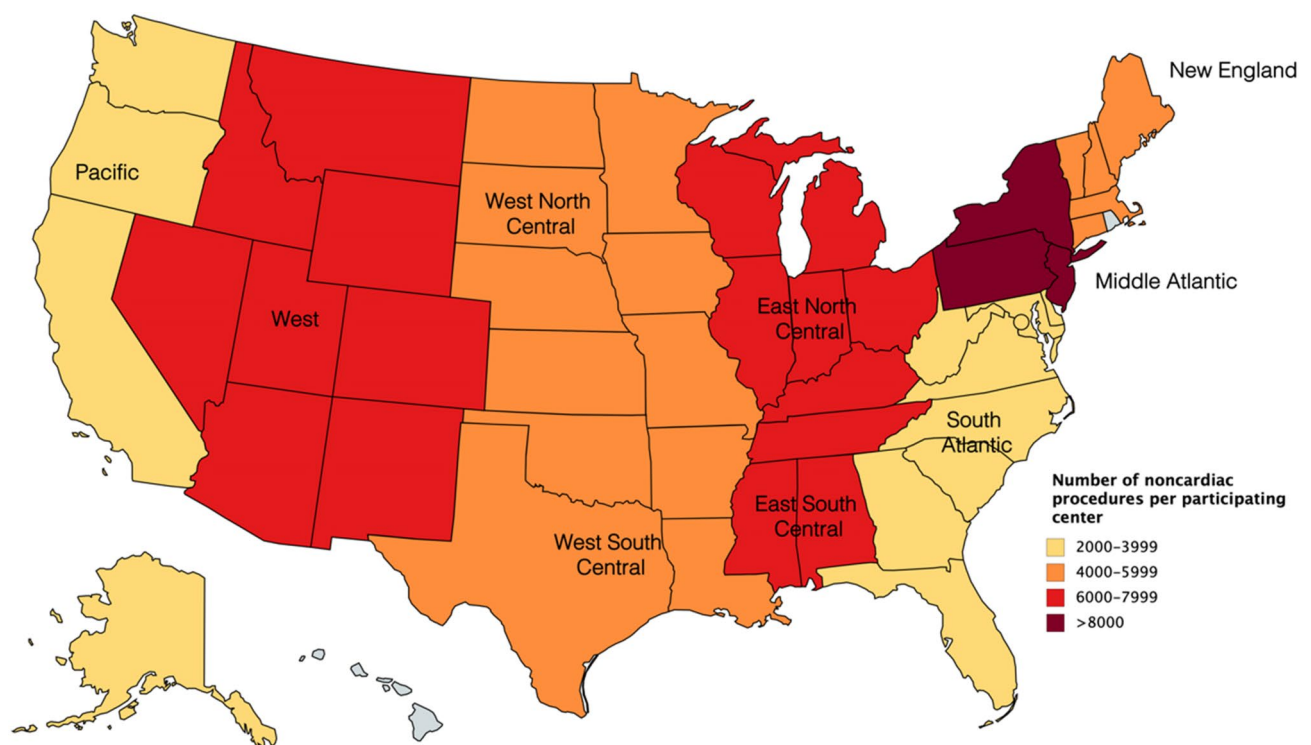 New England
Pacific
West North
Central
Middle Atlantic
West
East North
Central
South
Atlantic
East South
Central
West South
Central
Number of noncardiac
procedures per participating
center
2000–3999
4000–5999
6000–7999
>8000